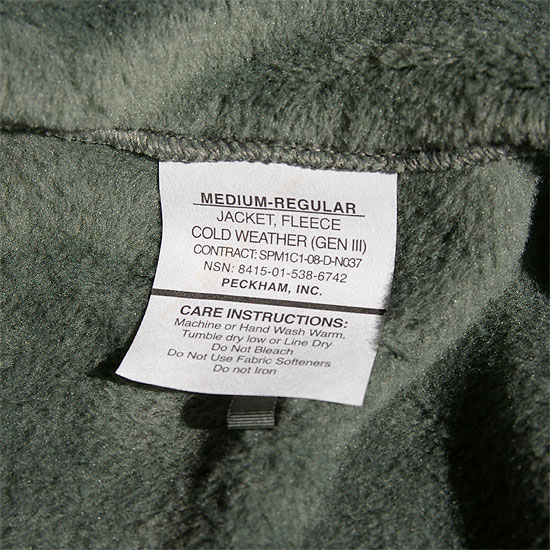 MEDIUM-REGULAR
JACKET, FLEECE
COLD WEATHER (GEN III)
CONTRACT: SPM1C1-08-D-N037
NSN: 8415-01-538-6742
PECKHAM, INC.
CARE INSTRUCTIONS:
Machine or Hand Wash Warm,
Tumble dry low or Line Dry
Do Not Bleach
Do Not Use Fabric Softeners
Do not Iron